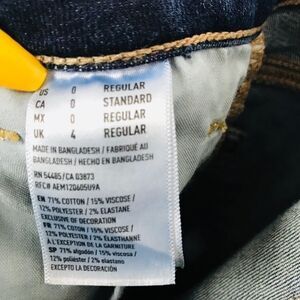 US 0 REGULAR
CA 0 STANDARD
MX 0 REGULAR
UK 4 REGULAR
MADE IN BANGLADESH / FABRIQUÉ AU
BANGLADESH / HECHO EN BANGLADESH
RN 54485/CA 03873
RFC# AEM120605U9A
EN 71% COTTON / 15% VISCOSE /
12% POLYESTER / 2% ELASTANE
EXCLUSIVE OF DECORATION
FR 71% COTON / 15% VISCOSE /
12% POLYESTER / 2% ÉLASTHANNE
À L'EXCEPTION DE LA GARNITURE
SP 71% algodón / 15% viscosa /
12% poliéster / 2% elastano
EXCLUYENDO LA DECORACIÓN